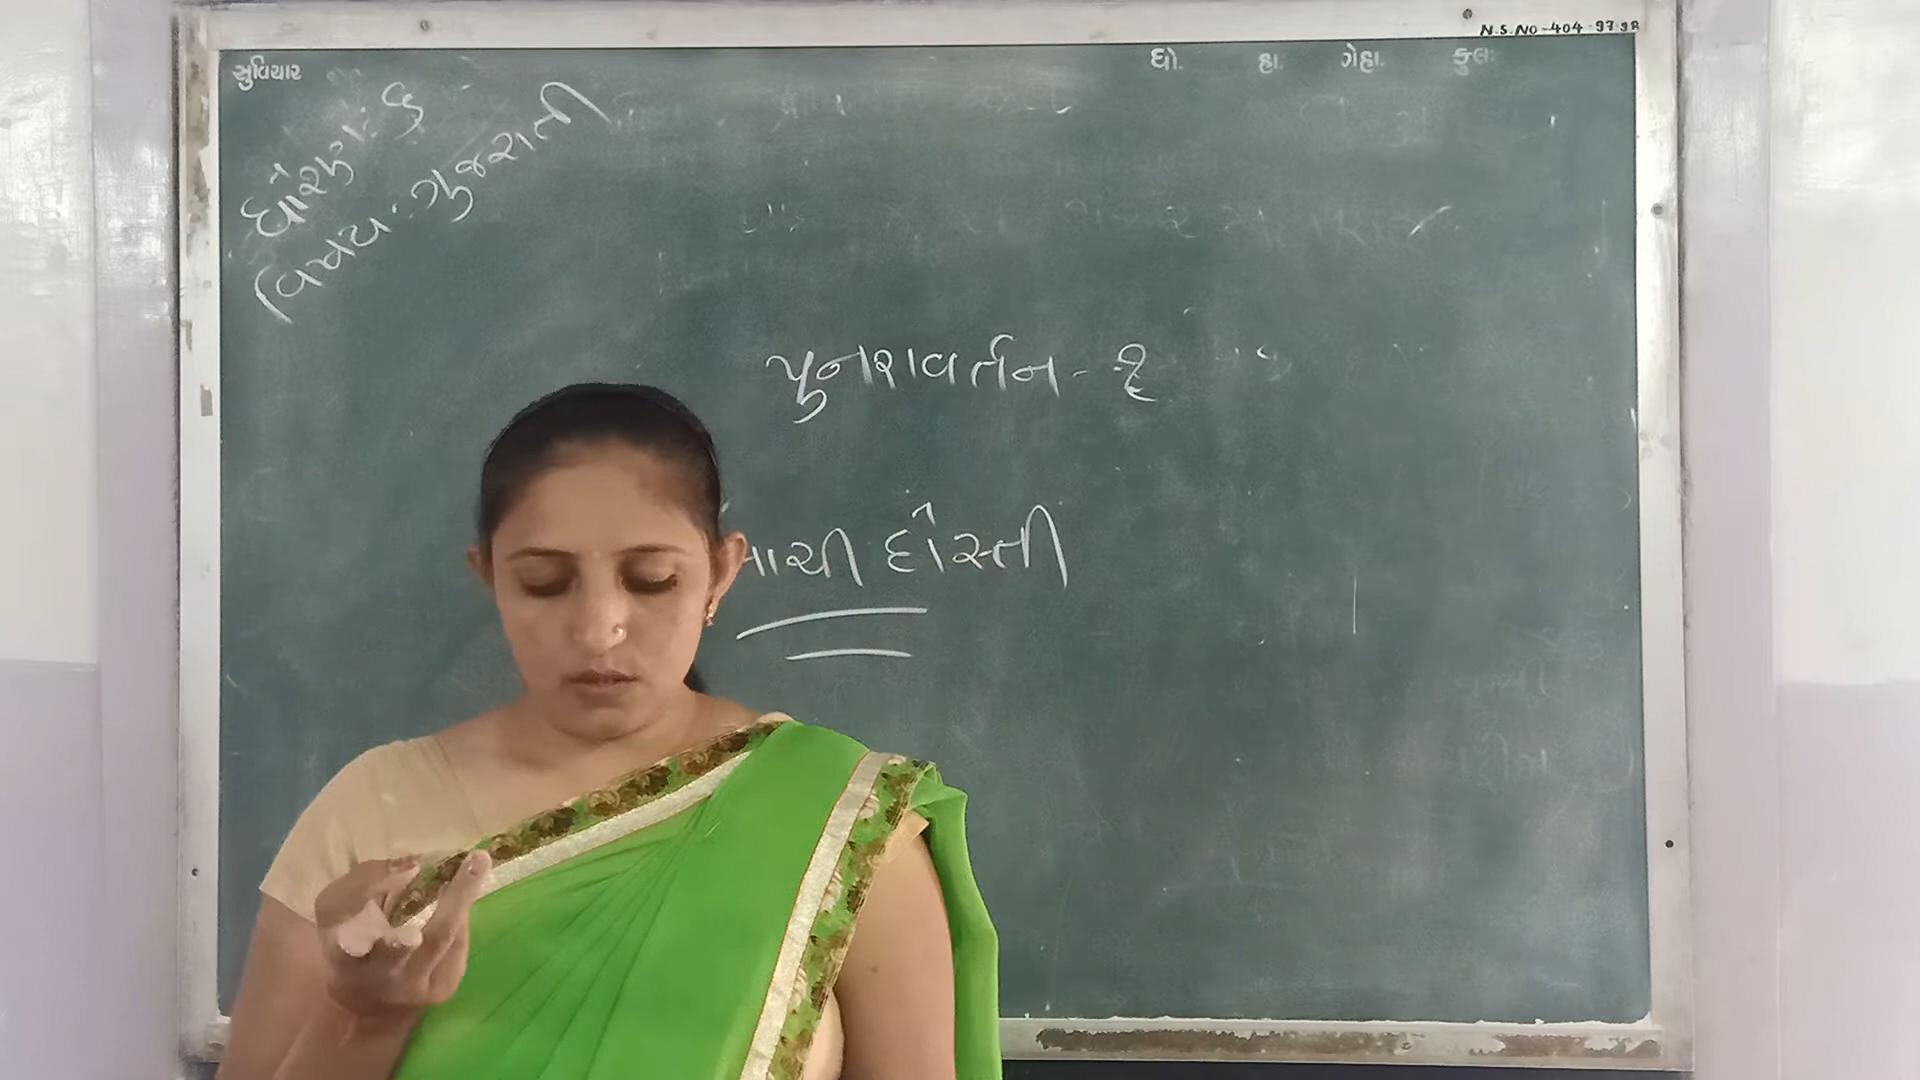 N.S.NO-404-97-98
સુવિચાર ધો. હા. ગેહા. કુલ:
ધોરણ: ૬
વિષય:- ગુજરાતી
પુનરાવર્તન - ૨
સાચી દોસ્તી